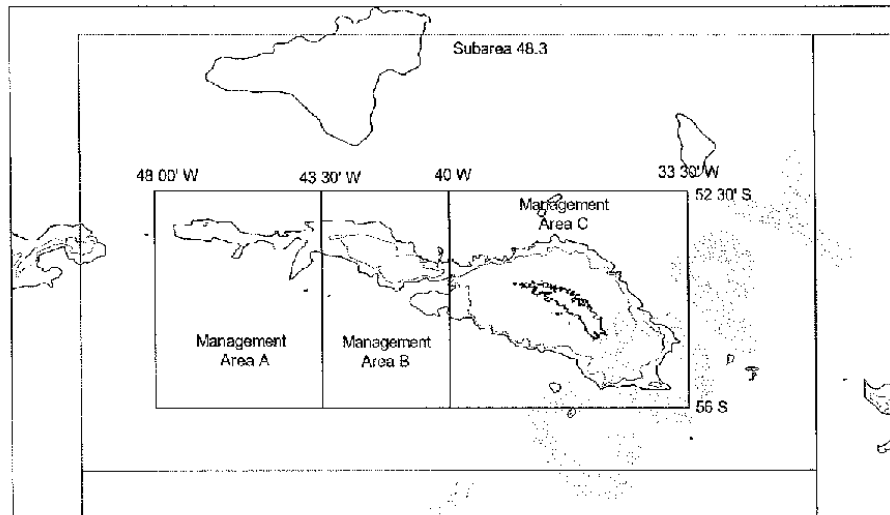 Subarea 48.3
48 00' W
43 30' W
40 W
33 30' W
52 30' S
Management
Area C
Management
Area A
Management
Area B
56 S